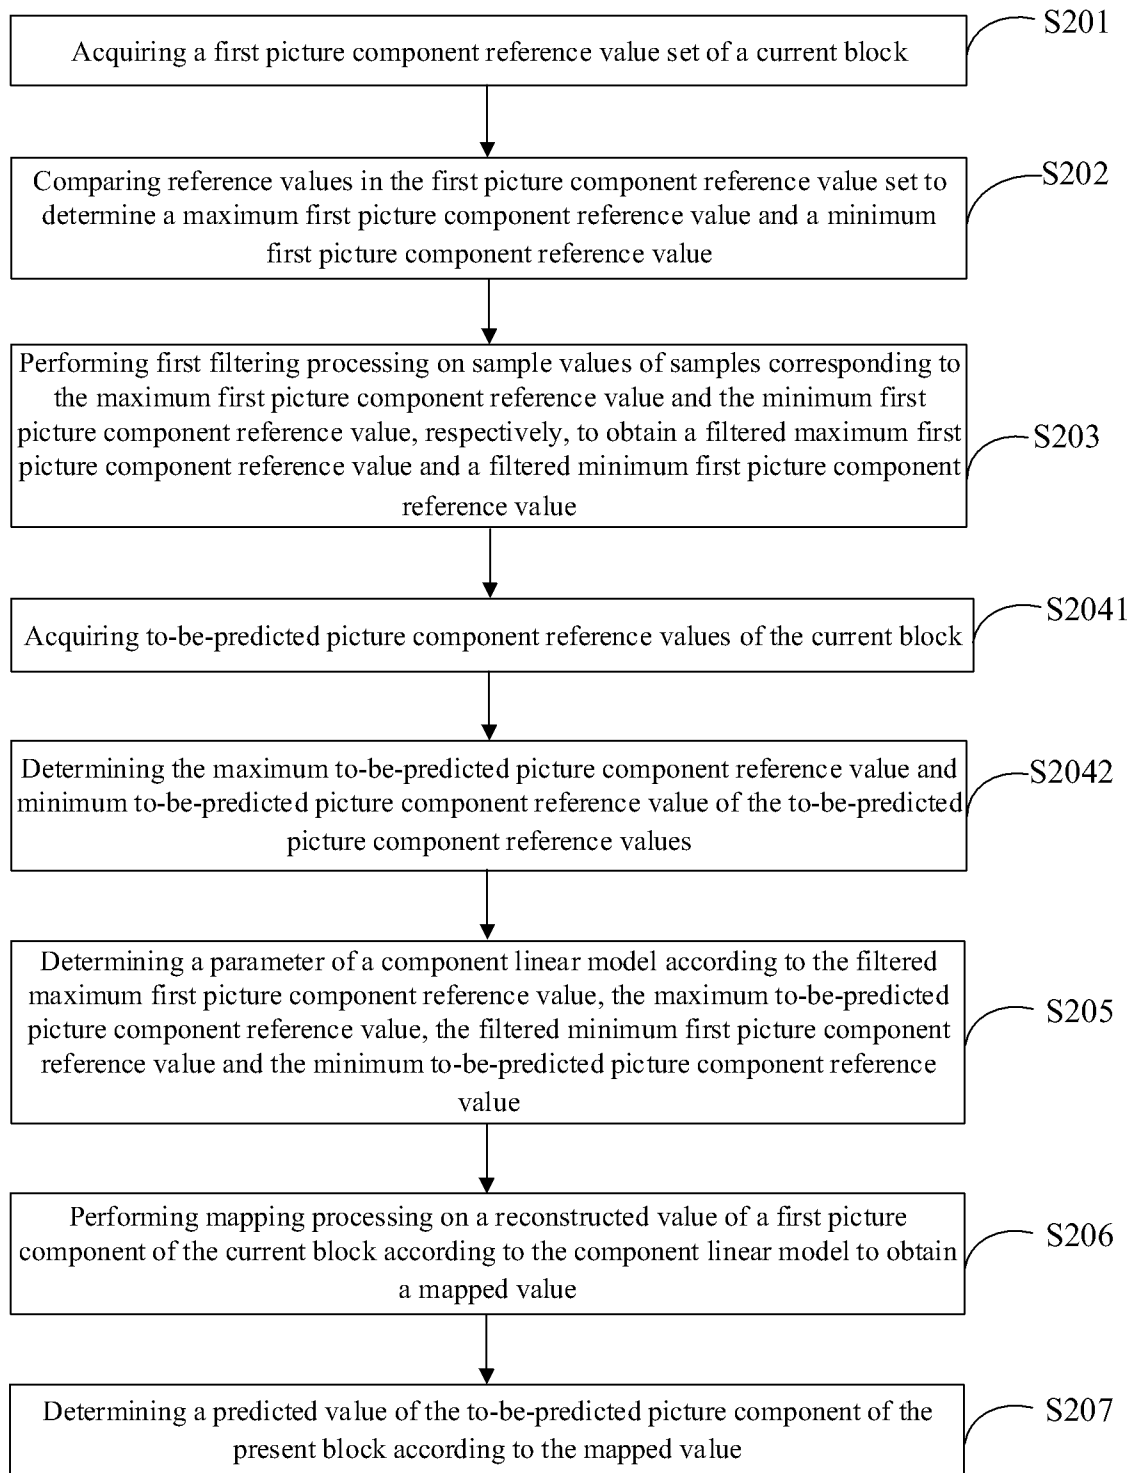 S201
Acquiring a first picture component reference value set of a current block
S202
Comparing reference values in the first picture component reference value set to
determine a maximum first picture component reference value and a minimum
first picture component reference value
Performing first filtering processing on sample values of samples corresponding to
the maximum first picture component reference value and the minimum first
picture component reference value, respectively, to obtain a filtered maximum first
picture component reference value and a filtered minimum first picture component
reference value
S203
S2041
Acquiring to-be-predicted picture component reference values of the current block
Determining the maximum to-be-predicted picture component reference value and
minimum to-be-predicted picture component reference value of the to-be-predicted
picture component reference values
S2042
Determining a parameter of a component linear model according to the filtered
maximum first picture component reference value, the maximum to-be-predicted
picture component reference value, the filtered minimum first picture component
reference value and the minimum to-be-predicted picture component reference
value
S205
Performing mapping processing on a reconstructed value of a first picture
component of the current block according to the component linear model to obtain
a mapped value
S206
Determining a predicted value of the to-be-predicted picture component of the
present block according to the mapped value
S207